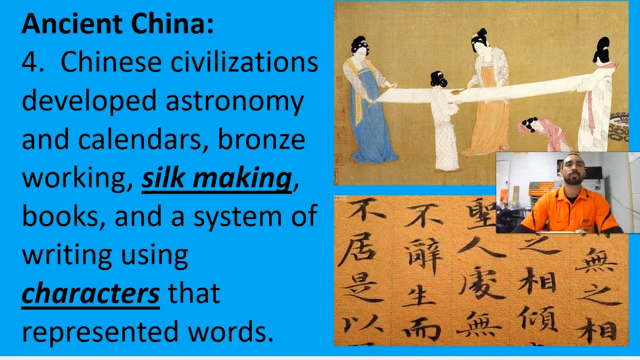 Ancient China:
4. Chinese civilizations
developed astronomy
and calendars, bronze
working, silk making,
books, and a system of
writing using
characters that
represented words.
無之相
之相傾
聖人處無
不辭生而
不居是以